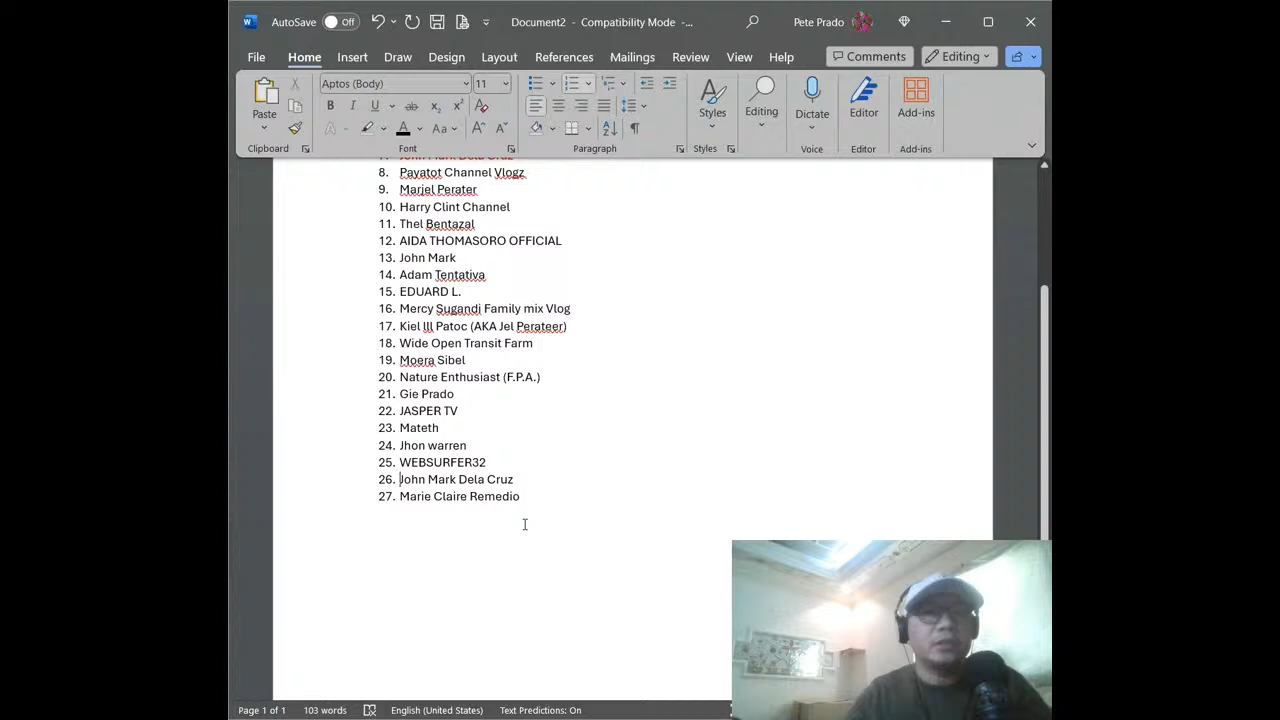 AutoSave Off Document2 - Compatibility Mode -... Pete Prado
File Home Insert Draw Design Layout References Mailings Review View Help Comments Editing
Aptos (Body) 11
Paste Styles Editing Dictate Editor Add-ins
Clipboard Font Paragraph Styles Voice Editor Add-ins
8. Payatot Channel Vlogz
9. Marjel Perater
10. Harry Clint Channel
11. Thel Bentazal
12. AIDA THOMASORO OFFICIAL
13. John Mark
14. Adam Tentativa
15. EDUARD L.
16. Mercy Sugandi Family mix Vlog
17. Kiel lll Patoc (AKA Jel Perateer)
18. Wide Open Transit Farm
19. Moera Sibel
20. Nature Enthusiast (F.P.A.)
21. Gie Prado
22. JASPER TV
23. Mateth
24. Jhon warren
25. WEBSURFER32
26. John Mark Dela Cruz
27. Marie Claire Remedio
Page 1 of 1 103 words English (United States) Text Predictions: On